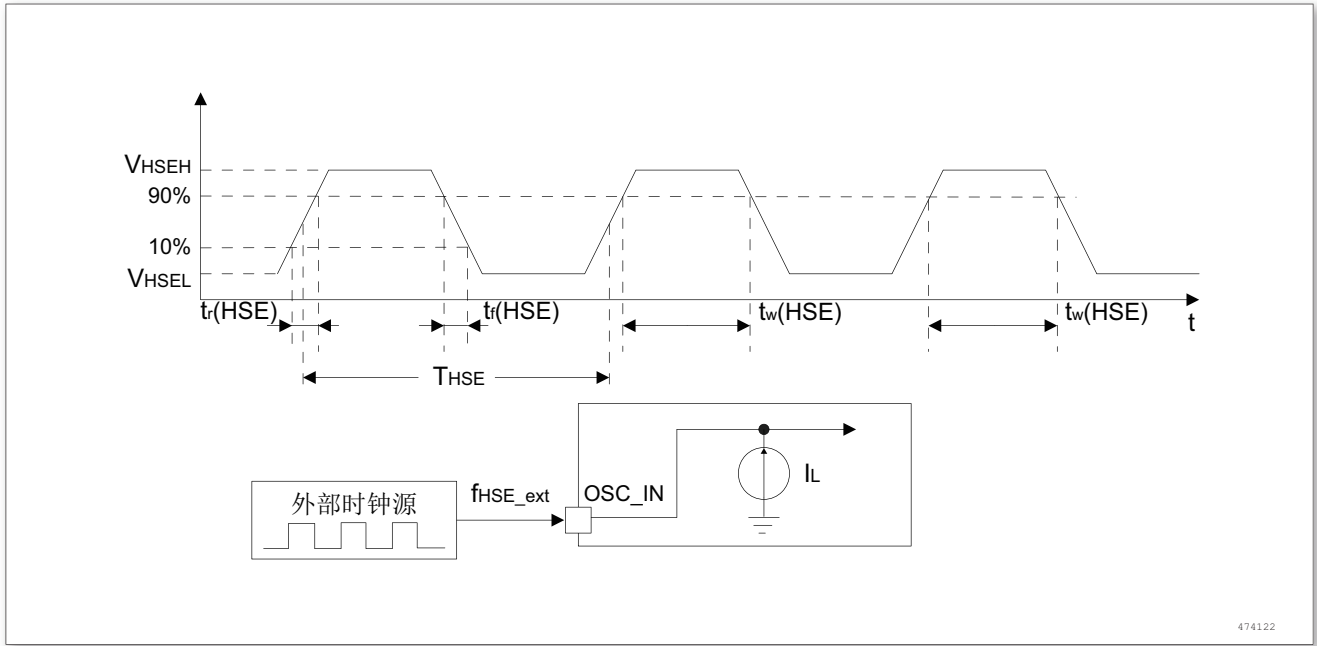 VHSEH
90%
10%
VHSEL
tr(HSE)
tf(HSE)
tw(HSE)
tw(HSE)
t
THSE
外部时钟源
fHSE_ext
OSC_IN
IL
474122